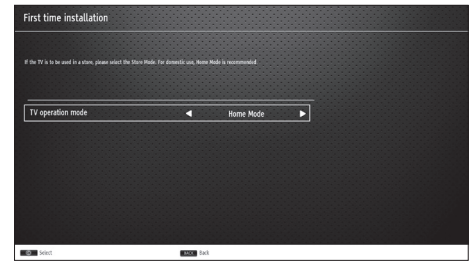 First time installation
If the TV is to be used in a store, please select the Store Mode. For domestic use, Home Mode is recommended.
TV operation mode ◀ Home Mode ▶
Select BACK Back